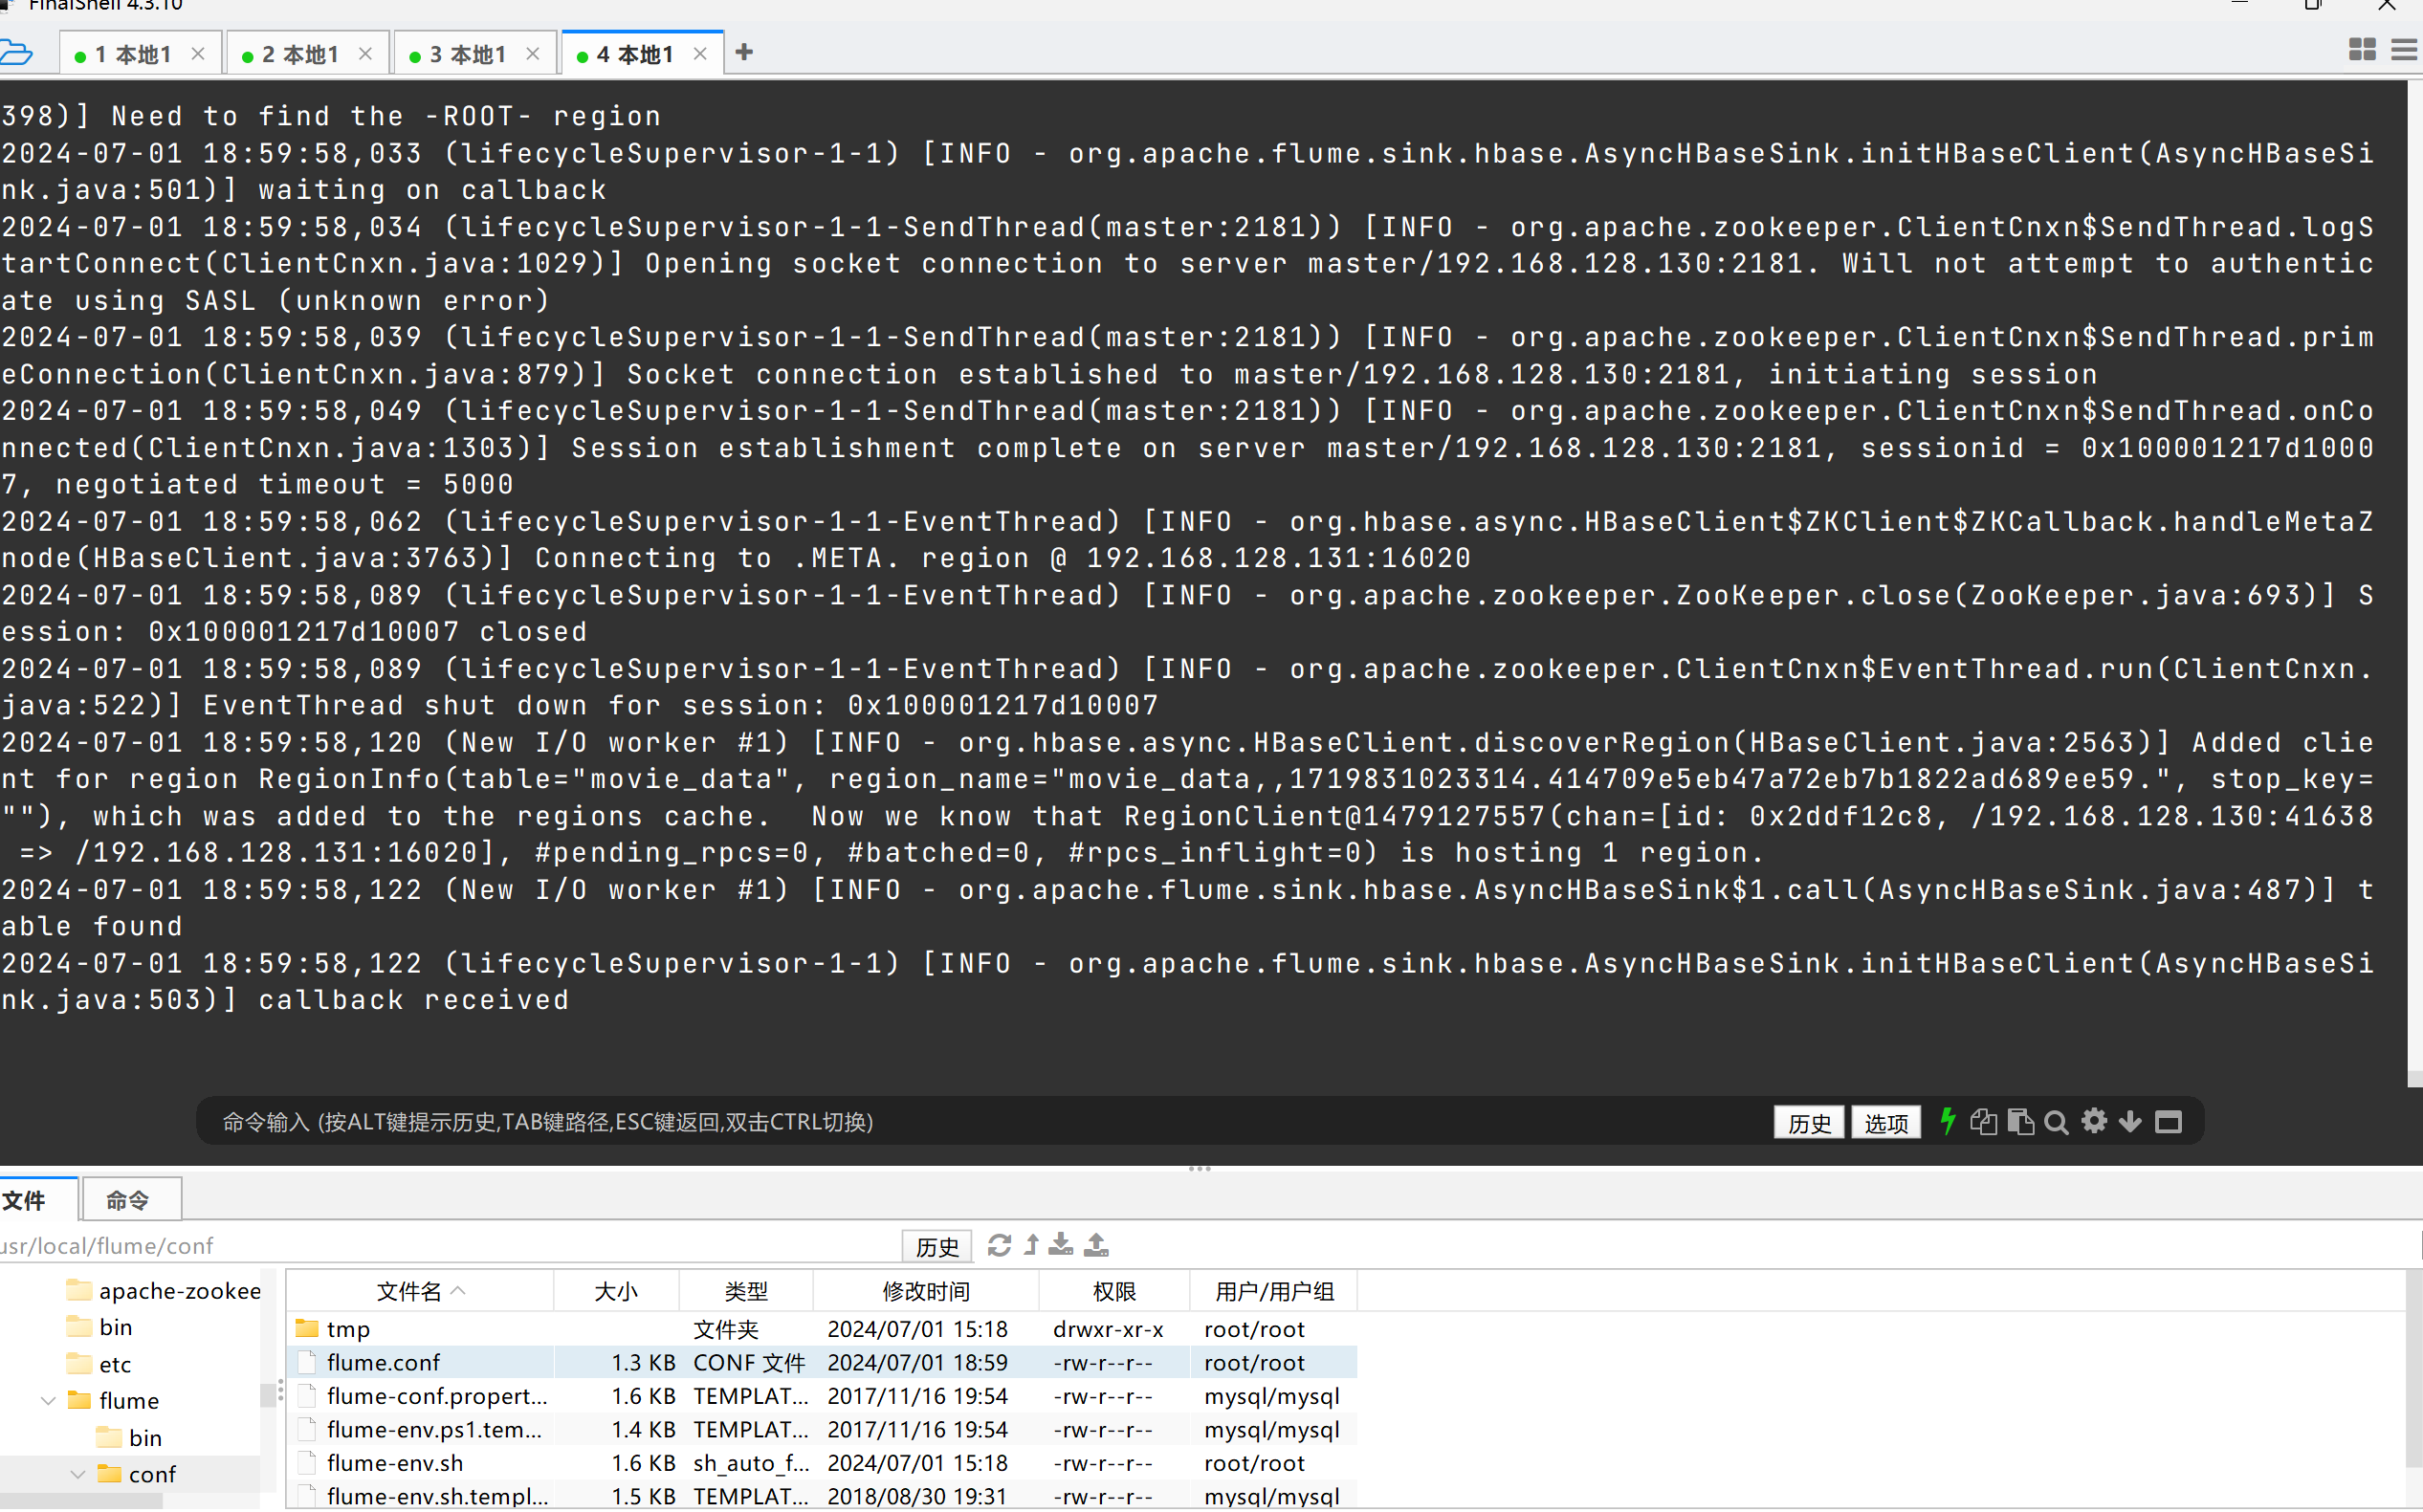 FinalShell 4.3.10
1 本地1
2 本地1
3 本地1
4 本地1
398)] Need to find the -ROOT- region
2024-07-01 18:59:58,033 (lifecycleSupervisor-1-1) [INFO - org.apache.flume.sink.hbase.AsyncHBaseSink.initHBaseClient(AsyncHBaseSi
nk.java:501)] waiting on callback
2024-07-01 18:59:58,034 (lifecycleSupervisor-1-1-SendThread(master:2181)) [INFO - org.apache.zookeeper.ClientCnxn$SendThread.logS
tartConnect(ClientCnxn.java:1029)] Opening socket connection to server master/192.168.128.130:2181. Will not attempt to authentic
ate using SASL (unknown error)
2024-07-01 18:59:58,039 (lifecycleSupervisor-1-1-SendThread(master:2181)) [INFO - org.apache.zookeeper.ClientCnxn$SendThread.prim
eConnection(ClientCnxn.java:879)] Socket connection established to master/192.168.128.130:2181, initiating session
2024-07-01 18:59:58,049 (lifecycleSupervisor-1-1-SendThread(master:2181)) [INFO - org.apache.zookeeper.ClientCnxn$SendThread.onCo
nnected(ClientCnxn.java:1303)] Session establishment complete on server master/192.168.128.130:2181, sessionid = 0x100001217d1000
7, negotiated timeout = 5000
2024-07-01 18:59:58,062 (lifecycleSupervisor-1-1-EventThread) [INFO - org.hbase.async.HBaseClient$ZKClient$ZKCallback.handleMetaZ
node(HBaseClient.java:3763)] Connecting to .META. region @ 192.168.128.131:16020
2024-07-01 18:59:58,089 (lifecycleSupervisor-1-1-EventThread) [INFO - org.apache.zookeeper.ZooKeeper.close(ZooKeeper.java:693)] S
ession: 0x100001217d10007 closed
2024-07-01 18:59:58,089 (lifecycleSupervisor-1-1-EventThread) [INFO - org.apache.zookeeper.ClientCnxn$EventThread.run(ClientCnxn.
java:522)] EventThread shut down for session: 0x100001217d10007
2024-07-01 18:59:58,120 (New I/O worker #1) [INFO - org.hbase.async.HBaseClient.discoverRegion(HBaseClient.java:2563)] Added clie
nt for region RegionInfo(table="movie_data", region_name="movie_data,,1719831023314.414709e5eb47a72eb7b1822ad689ee59.", stop_key=
""), which was added to the regions cache.  Now we know that RegionClient@1479127557(chan=[id: 0x2ddf12c8, /192.168.128.130:41638
 => /192.168.128.131:16020], #pending_rpcs=0, #batched=0, #rpcs_inflight=0) is hosting 1 region.
2024-07-01 18:59:58,122 (New I/O worker #1) [INFO - org.apache.flume.sink.hbase.AsyncHBaseSink$1.call(AsyncHBaseSink.java:487)] t
able found
2024-07-01 18:59:58,122 (lifecycleSupervisor-1-1) [INFO - org.apache.flume.sink.hbase.AsyncHBaseSink.initHBaseClient(AsyncHBaseSi
nk.java:503)] callback received
命令输入 (按ALT键提示历史,TAB键路径,ESC键返回,双击CTRL切换)
历史 选项
文件 命令
usr/local/flume/conf
历史
apache-zookee
bin
etc
flume
bin
conf
文件名 大小 类型 修改时间 权限 用户/用户组
tmp 文件夹 2024/07/01 15:18 drwxr-xr-x root/root
flume.conf 1.3 KB CONF 文件 2024/07/01 18:59 -rw-r--r-- root/root
flume-conf.propert... 1.6 KB TEMPLAT... 2017/11/16 19:54 -rw-r--r-- mysql/mysql
flume-env.ps1.tem... 1.4 KB TEMPLAT... 2017/11/16 19:54 -rw-r--r-- mysql/mysql
flume-env.sh 1.6 KB sh_auto_f... 2024/07/01 15:18 -rw-r--r-- root/root
flume-env.sh.templ... 1.5 KB TEMPLAT... 2018/08/30 19:31 -rw-r--r-- mysql/mysql